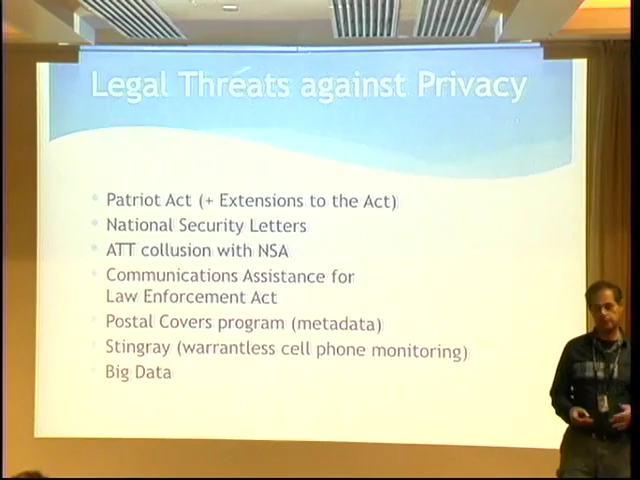 Legal Threats against Privacy
Patriot Act (+ Extensions to the Act)
National Security Letters
ATT collusion with NSA
Communications Assistance for
Law Enforcement Act
Postal Covers program (metadata)
Stingray (warrantless cell phone monitoring)
Big Data